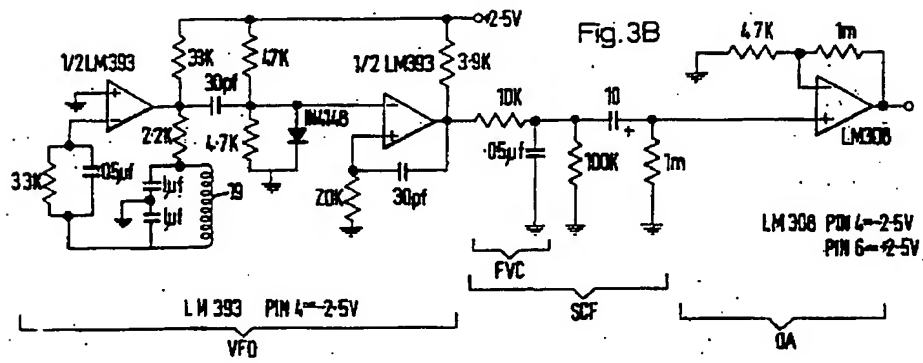 +2·5V
Fig.3B
4.7K
1m
1/2LM393
33K
47K
1/2 LM393
3·9K
30pf
10K
10
+
LM308
2·2K
4·7K
IN4148
3.3K
·05µf
·1µf
·1µf
19
20K
30pf
·05µf
100K
1m
LM308 PIN 4=-2·5V
PIN 6=+2·5V
FVC
SCF
OA
LM393 PIN 4=-2·5V
VFO